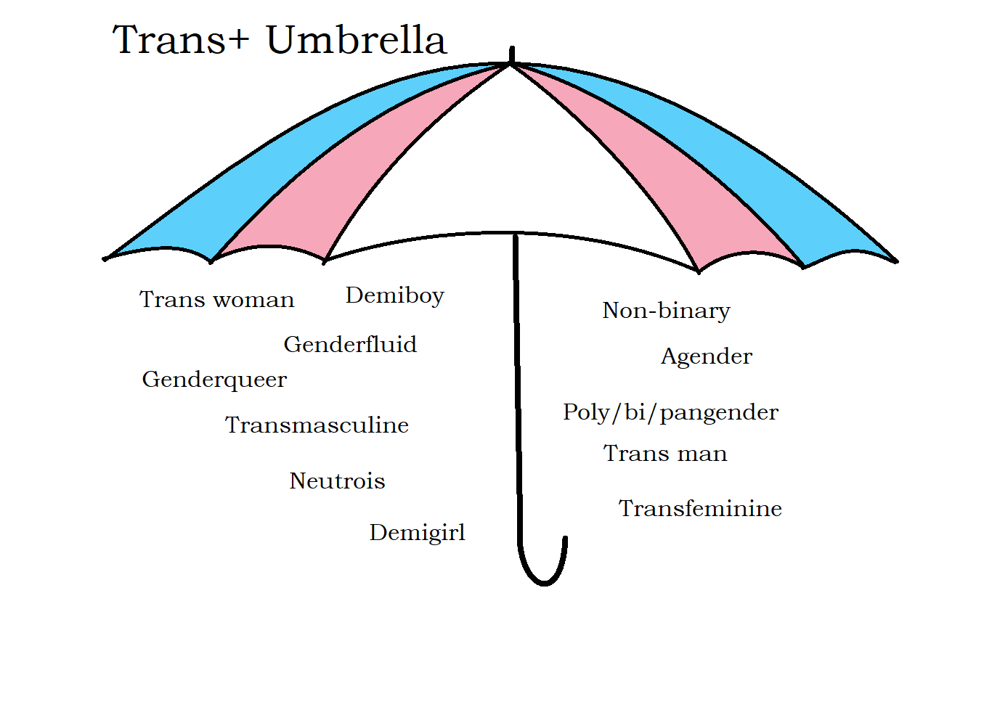 Trans+ Umbrella
Trans woman
Demiboy
Non-binary
Genderfluid
Agender
Genderqueer
Poly/bi/pangender
Transmasculine
Trans man
Neutrois
Transfeminine
Demigirl